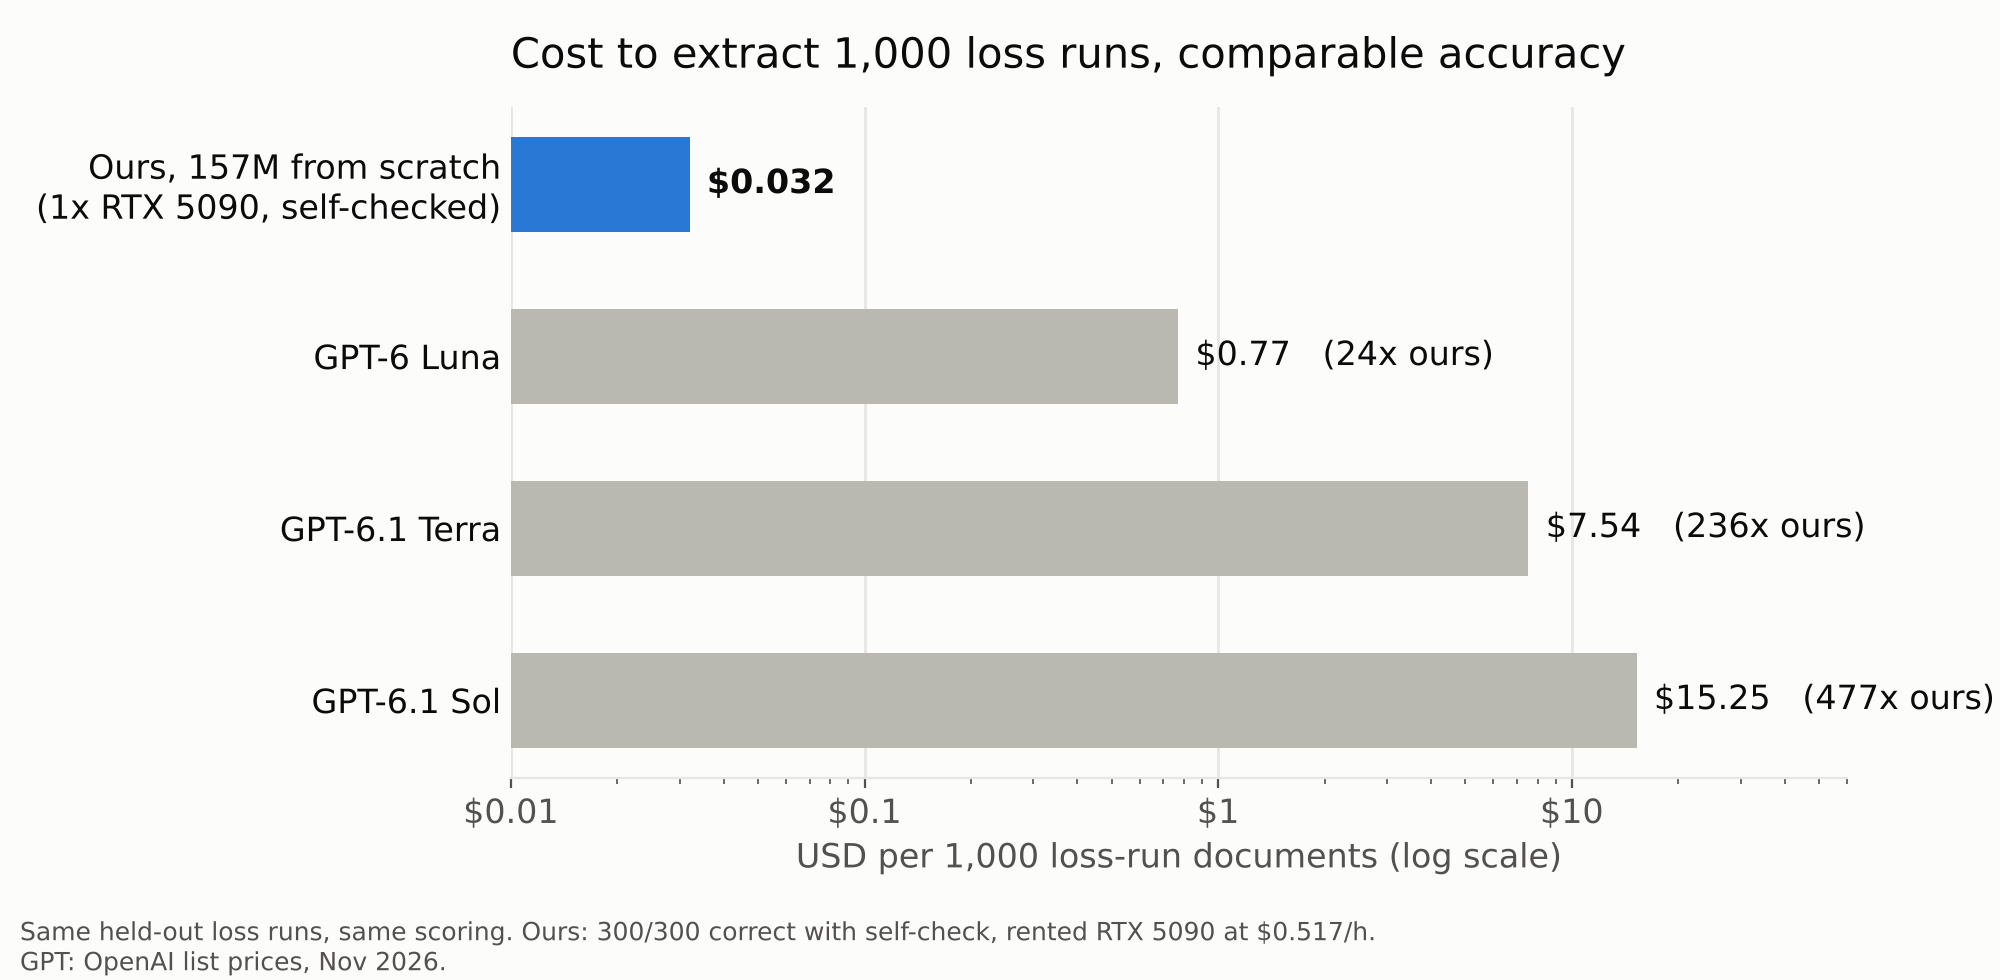 Cost to extract 1,000 loss runs, comparable accuracy
Ours, 157M from scratch
(1x RTX 5090, self-checked)
$0.032
GPT-6 Luna
$0.77 (24x ours)
GPT-6.1 Terra
$7.54 (236x ours)
GPT-6.1 Sol
$15.25 (477x ours)
$0.01 $0.1 $1 $10
USD per 1,000 loss-run documents (log scale)
Same held-out loss runs, same scoring. Ours: 300/300 correct with self-check, rented RTX 5090 at $0.517/h.
GPT: OpenAI list prices, Nov 2026.